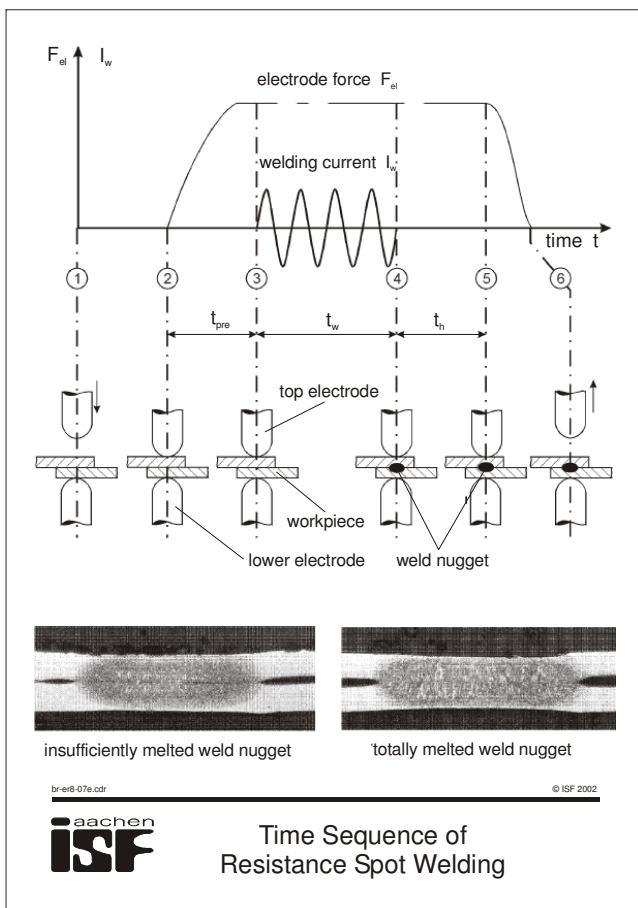 F_el I_w
electrode force F_el
welding current I_w
time t
1 2 3 4 5 6
t_pre t_w t_h
top electrode
workpiece
lower electrode
weld nugget
insufficiently melted weld nugget
totally melted weld nugget
br-er8-07e.cdr
© ISF 2002
aachen
ISF
Time Sequence of
Resistance Spot Welding